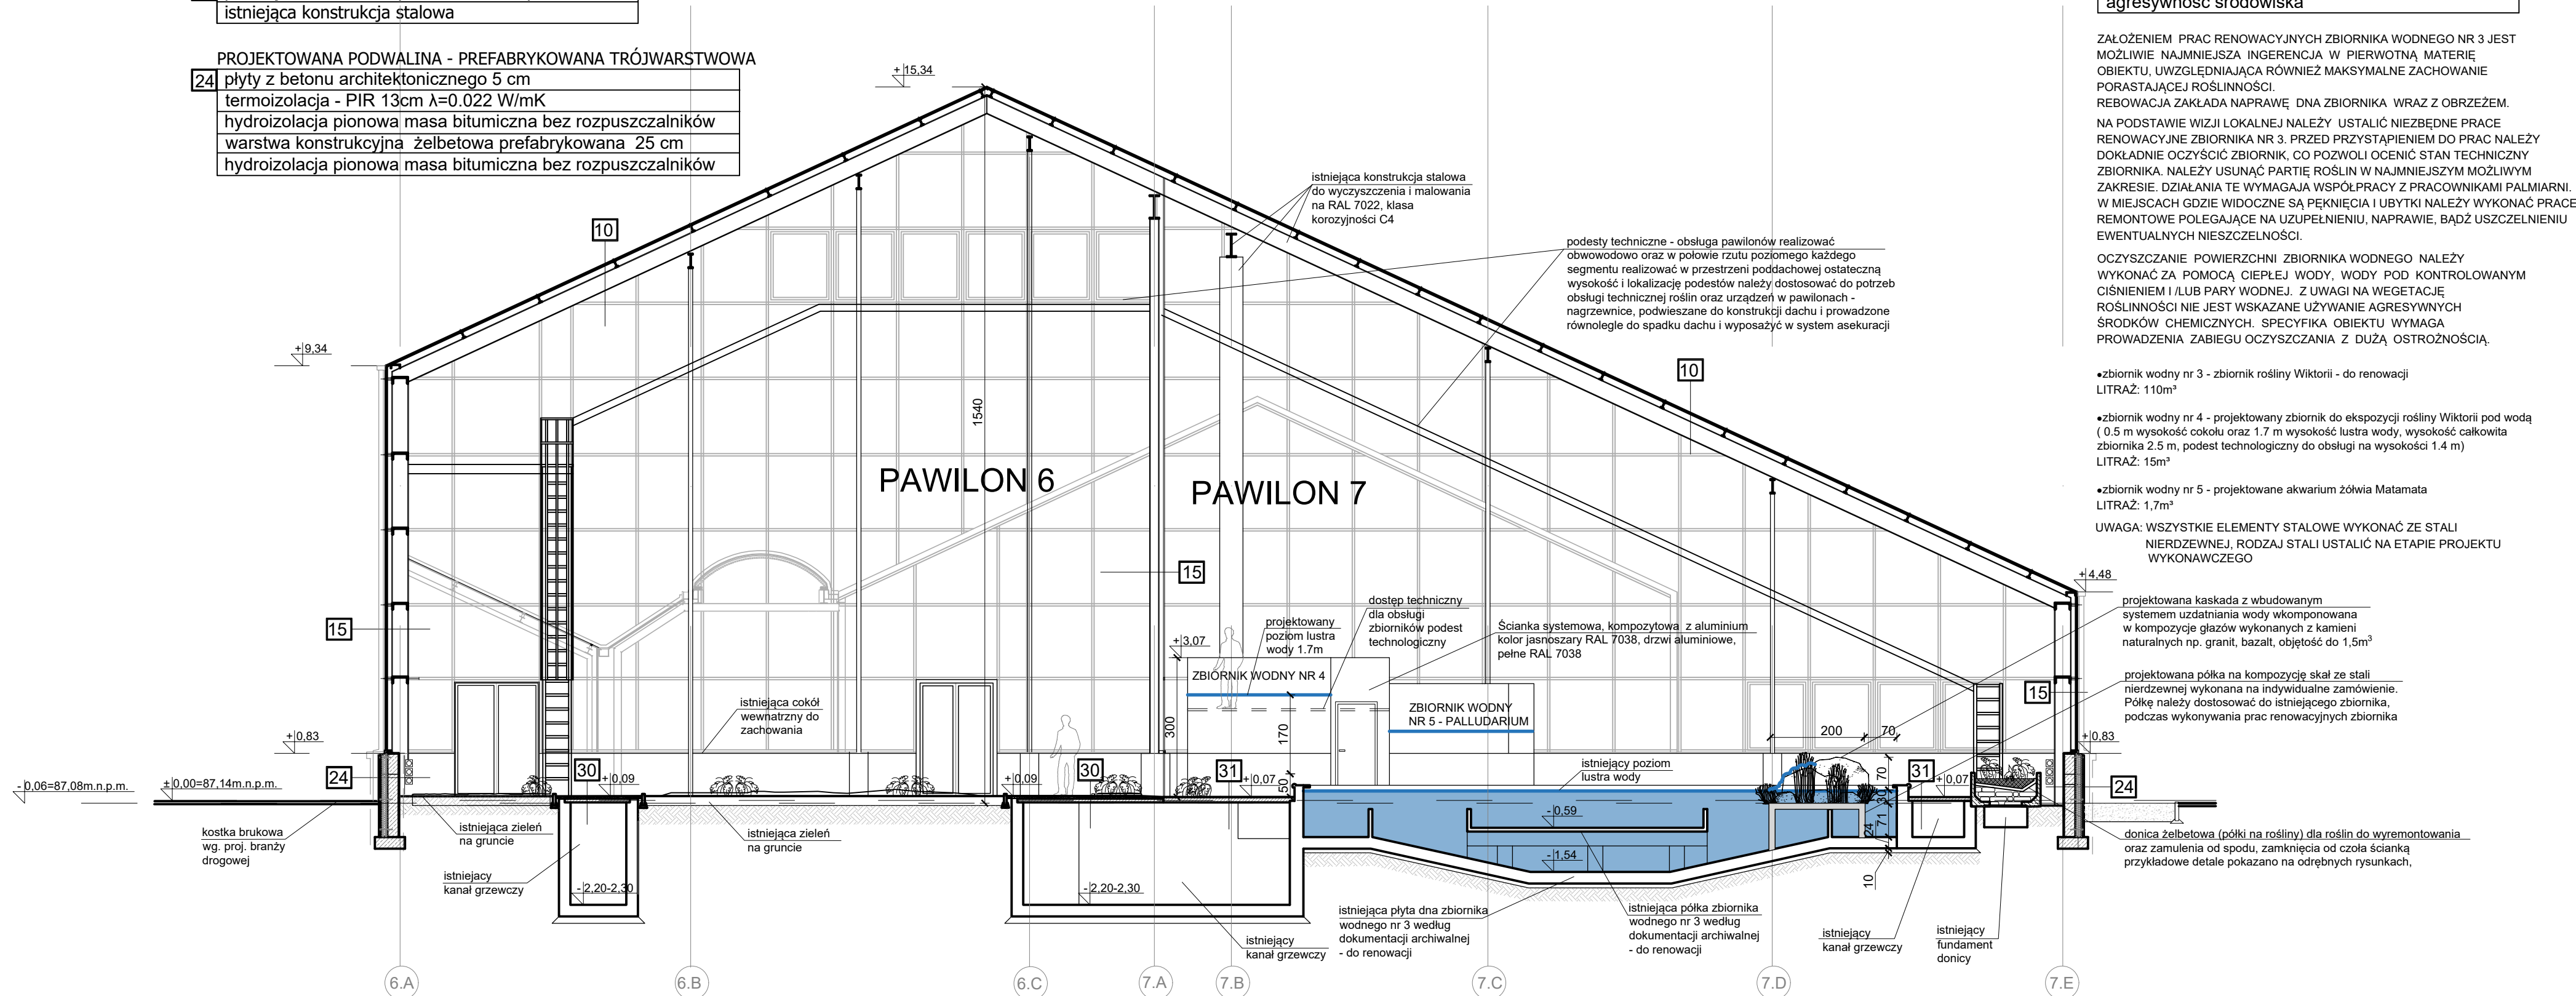 istniejąca konstrukcja stalowa
PROJEKTOWANA PODWALINA - PREFABRYKOWANA TRÓJWARSTWOWA
24
płyty z betonu architektonicznego 5 cm
termoizolacja - PIR 13cm λ=0.022 W/mK
hydroizolacja pionowa masa bitumiczna bez rozpuszczalników
warstwa konstrukcyjna żelbetowa prefabrykowana 25 cm
hydroizolacja pionowa masa bitumiczna bez rozpuszczalników
agresywność środowiska
ZAŁOŻENIEM PRAC RENOWACYJNYCH ZBIORNIKA WODNEGO NR 3 JEST
MOŻLIWIE NAJMNIEJSZA INGERENCJA W PIERWOTNĄ MATERIĘ
OBIEKTU, UWZGLĘDNIAJĄCA RÓWNIEŻ MAKSYMALNE ZACHOWANIE
PORASTAJĄCEJ ROŚLINNOŚCI.
REBOWACJA ZAKŁADA NAPRAWĘ DNA ZBIORNIKA WRAZ Z OBRZEŻEM.
NA PODSTAWIE WIZJI LOKALNEJ NALEŻY USTALIĆ NIEZBĘDNE PRACE
RENOWACYJNE ZBIORNIKA NR 3. PRZED PRZYSTĄPIENIEM DO PRAC NALEŻY
DOKŁADNIE OCZYŚCIĆ ZBIORNIK, CO POZWOLI OCENIĆ STAN TECHNICZNY
ZBIORNIKA. NALEŻY USUNĄĆ PARTIĘ ROŚLIN W NAJMNIEJSZYM MOŻLIWYM
ZAKRESIE. DZIAŁANIA TE WYMAGAJA WSPÓŁPRACY Z PRACOWNIKAMI PALMIARNI.
W MIEJSCACH GDZIE WIDOCZNE SĄ PĘKNIĘCIA I UBYTKI NALEŻY WYKONAĆ PRACE
REMONTOWE POLEGAJĄCE NA UZUPEŁNIENIU, NAPRAWIE, BĄDŹ USZCZELNIENIU
EWENTUALNYCH NIESZCZELNOŚCI.
OCZYSZCZANIE POWIERZCHNI ZBIORNIKA WODNEGO NALEŻY
WYKONAĆ ZA POMOCĄ CIEPŁEJ WODY, WODY POD KONTROLOWANYM
CIŚNIENIEM I /LUB PARY WODNEJ. Z UWAGI NA WEGETACJĘ
ROŚLINNOŚCI NIE JEST WSKAZANE UŻYWANIE AGRESYWNYCH
ŚRODKÓW CHEMICZNYCH. SPECYFIKA OBIEKTU WYMAGA
PROWADZENIA ZABIEGU OCZYSZCZANIA Z DUŻĄ OSTROŻNOŚCIĄ.
•zbiornik wodny nr 3 - zbiornik rośliny Wiktorii - do renowacji
LITRAŻ: 110m³
•zbiornik wodny nr 4 - projektowany zbiornik do ekspozycji rośliny Wiktorii pod wodą
( 0.5 m wysokość cokołu oraz 1.7 m wysokość lustra wody, wysokość całkowita
zbiornika 2.5 m, podest technologiczny do obsługi na wysokości 1.4 m)
LITRAŻ: 15m³
•zbiornik wodny nr 5 - projektowane akwarium żółwia Matamata
LITRAŻ: 1,7m³
UWAGA: WSZYSTKIE ELEMENTY STALOWE WYKONAĆ ZE STALI
NIERDZEWNEJ, RODZAJ STALI USTALIĆ NA ETAPIE PROJEKTU
WYKONAWCZEGO
+15,34
istniejąca konstrukcja stalowa
do wyczyszczenia i malowania
na RAL 7022, klasa
korozyjności C4
10
podesty techniczne - obsługa pawilonów realizować
obwowodowo oraz w połowie rzutu poziomego każdego
segmentu realizować w przestrzeni poddachowej ostateczną
wysokość i lokalizację podestów należy dostosować do potrzeb
obsługi technicznej roślin oraz urządzeń w pawilonach -
nagrzewnice, podwieszane do konstrukcji dachu i prowadzone
równolegle do spadku dachu i wyposażyć w system asekuracji
+9,34
10
1540
PAWILON 6
PAWILON 7
15
15
+4,48
dostęp techniczny
dla obsługi
zbiorników podest
technologiczny
projektowany
poziom lustra
wody 1.7m
Ścianka systemowa, kompozytowa z aluminium
kolor jasnoszary RAL 7038, drzwi aluminiowe,
pełne RAL 7038
projektowana kaskada z wbudowanym
systemem uzdatniania wody wkomponowana
w kompozycje głazów wykonanych z kamieni
naturalnych np. granit, bazalt, objętość do 1,5m³
+3,07
ZBIORNIK WODNY NR 4
ZBIORNIK WODNY
NR 5 - PALLUDARIUM
projektowana półka na kompozycję skał ze stali
nierdzewnej wykonana na indywidualne zamówienie.
Półkę należy dostosować do istniejącego zbiornika,
podczas wykonywania prac renowacyjnych zbiornika
15
istniejąca cokół
wewnatrzny do
zachowania
300
170
50
200
70
+0,83
+0,83
istniejący poziom
lustra wody
-0,06=87,08m.n.p.m.
+0,00=87,14m.n.p.m.
24
30
+0,09
+0,09
30
31
+0,07
70
30
71
24
10
31
+0,07
24
-0,59
-1,54
kostka brukowa
wg. proj. branży
drogowej
istniejąca zieleń
na gruncie
istniejąca zieleń
na gruncie
istniejacy
kanał grzewczy
-2,20-2,30
-2,20-2,30
istniejący
kanał grzewczy
istniejąca płyta dna zbiornika
wodnego nr 3 według
dokumentacji archiwalnej
- do renowacji
istniejąca półka zbiornika
wodnego nr 3 według
dokumentacji archiwalnej
- do renowacji
istniejący
kanał grzewczy
istniejący
fundament
donicy
donica żelbetowa (półki na rośliny) dla roślin do wyremontowania
oraz zamulenia od spodu, zamknięcia od czoła ścianką
przykładowe detale pokazano na odrębnych rysunkach,
6.A
6.B
6.C
7.A
7.B
7.C
7.D
7.E